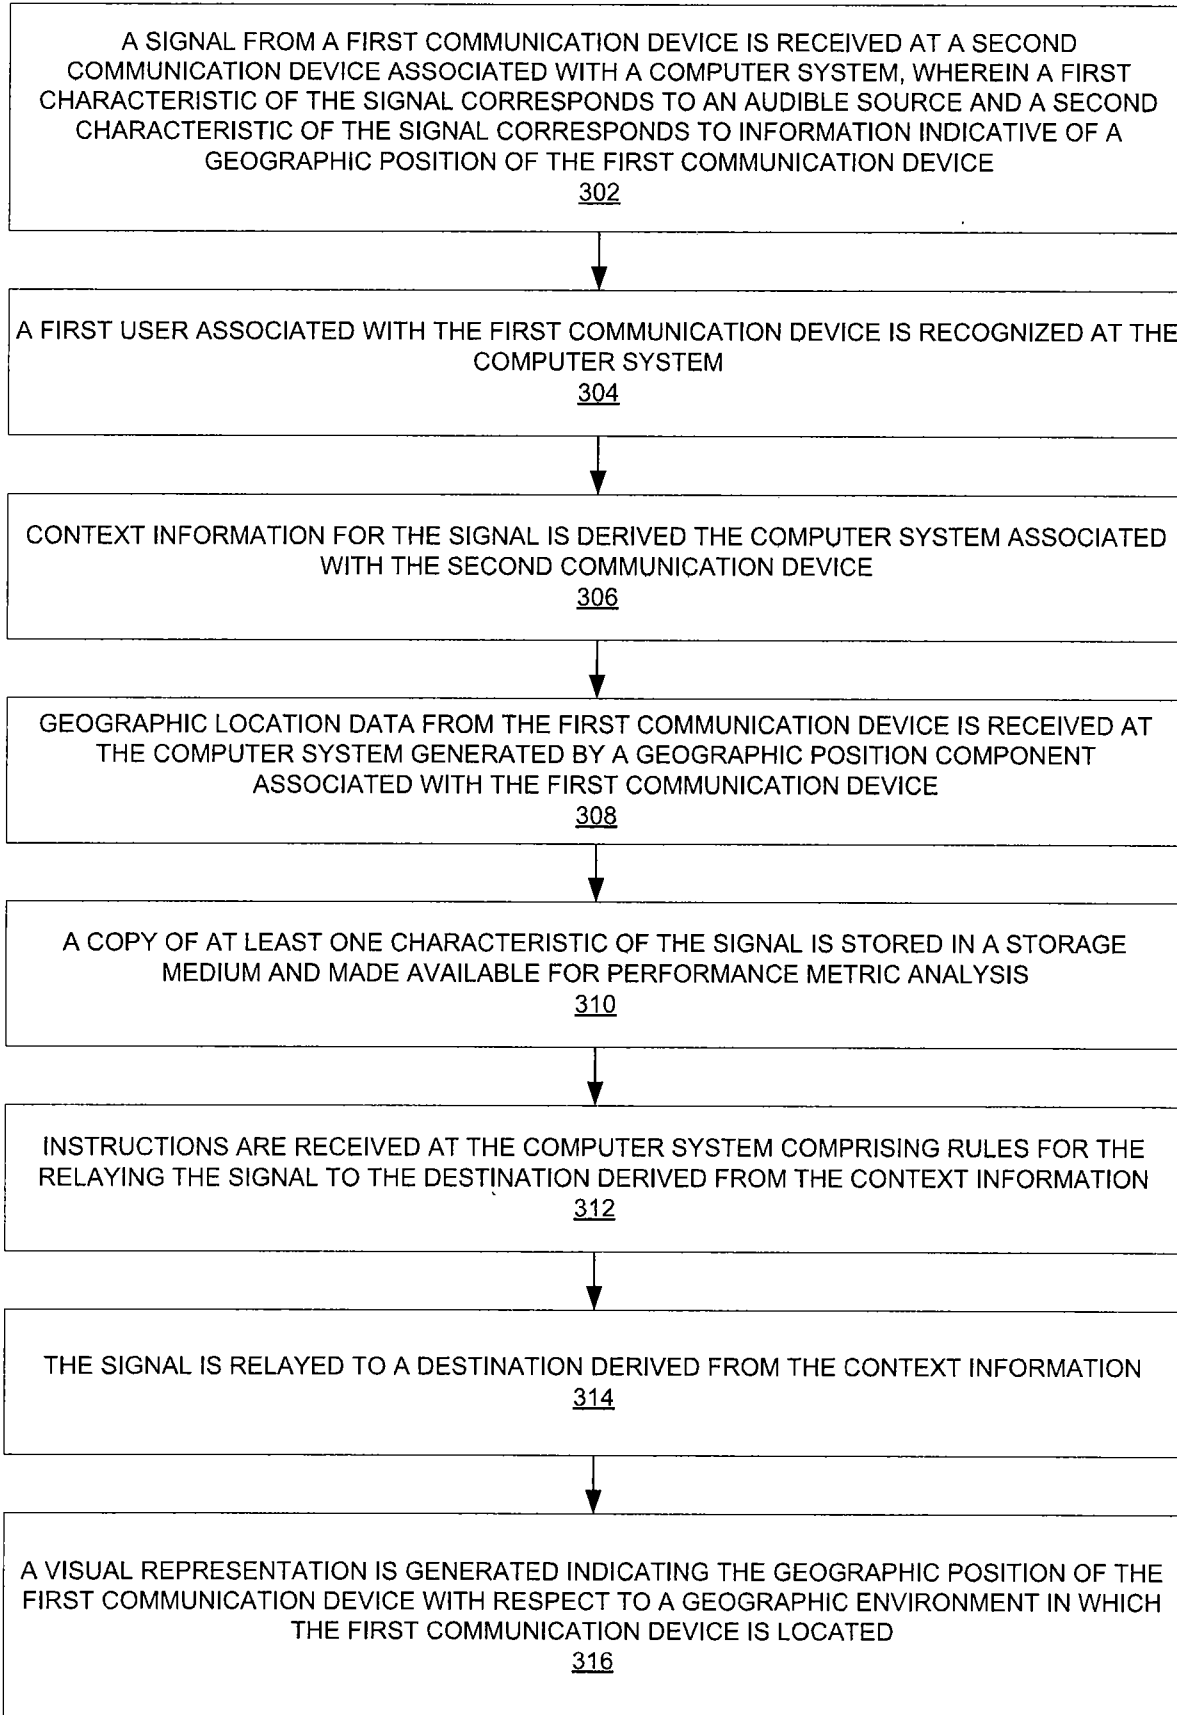 A SIGNAL FROM A FIRST COMMUNICATION DEVICE IS RECEIVED AT A SECOND
COMMUNICATION DEVICE ASSOCIATED WITH A COMPUTER SYSTEM, WHEREIN A FIRST
CHARACTERISTIC OF THE SIGNAL CORRESPONDS TO AN AUDIBLE SOURCE AND A SECOND
CHARACTERISTIC OF THE SIGNAL CORRESPONDS TO INFORMATION INDICATIVE OF A
GEOGRAPHIC POSITION OF THE FIRST COMMUNICATION DEVICE
302
A FIRST USER ASSOCIATED WITH THE FIRST COMMUNICATION DEVICE IS RECOGNIZED AT THE
COMPUTER SYSTEM
304
CONTEXT INFORMATION FOR THE SIGNAL IS DERIVED THE COMPUTER SYSTEM ASSOCIATED
WITH THE SECOND COMMUNICATION DEVICE
306
GEOGRAPHIC LOCATION DATA FROM THE FIRST COMMUNICATION DEVICE IS RECEIVED AT
THE COMPUTER SYSTEM GENERATED BY A GEOGRAPHIC POSITION COMPONENT
ASSOCIATED WITH THE FIRST COMMUNICATION DEVICE
308
A COPY OF AT LEAST ONE CHARACTERISTIC OF THE SIGNAL IS STORED IN A STORAGE
MEDIUM AND MADE AVAILABLE FOR PERFORMANCE METRIC ANALYSIS
310
INSTRUCTIONS ARE RECEIVED AT THE COMPUTER SYSTEM COMPRISING RULES FOR THE
RELAYING THE SIGNAL TO THE DESTINATION DERIVED FROM THE CONTEXT INFORMATION
312
THE SIGNAL IS RELAYED TO A DESTINATION DERIVED FROM THE CONTEXT INFORMATION
314
A VISUAL REPRESENTATION IS GENERATED INDICATING THE GEOGRAPHIC POSITION OF THE
FIRST COMMUNICATION DEVICE WITH RESPECT TO A GEOGRAPHIC ENVIRONMENT IN WHICH
THE FIRST COMMUNICATION DEVICE IS LOCATED
316